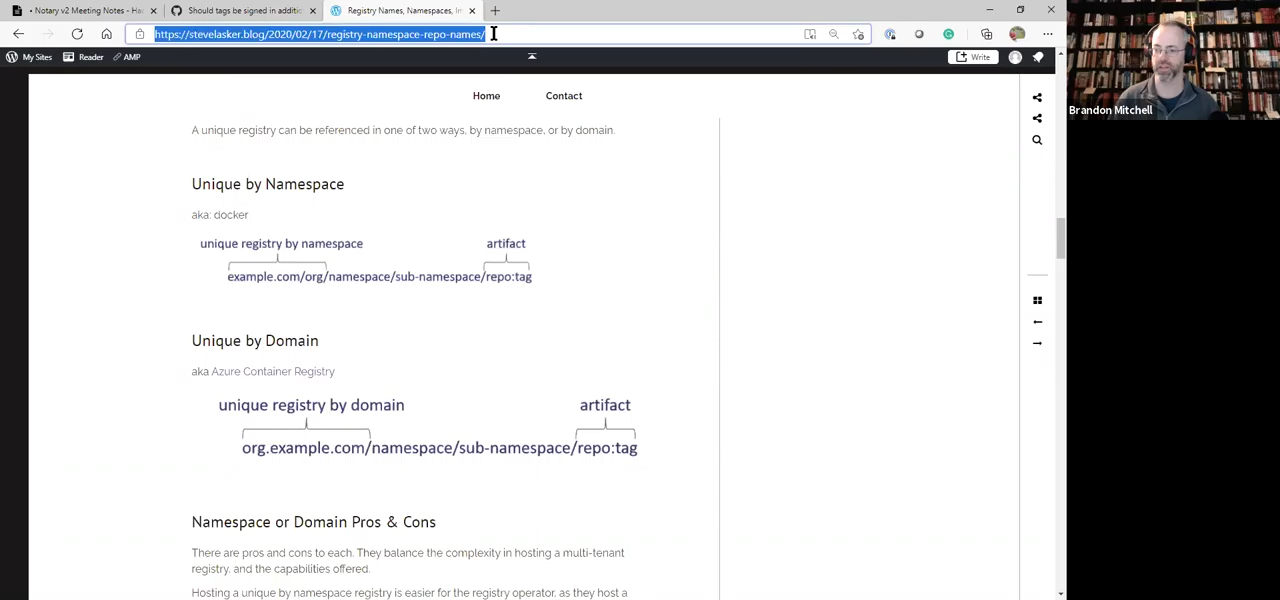 • Notary v2 Meeting Notes - Ha
Should tags be signed in additio
Registry Names, Namespaces, Im
https://stevelasker.blog/2020/02/17/registry-namespace-repo-names/
My Sites
Reader
AMP
Write
Home
Contact
A unique registry can be referenced in one of two ways, by namespace, or by domain.
Unique by Namespace
aka: docker
unique registry by namespace
artifact
example.com/org/namespace/sub-namespace/repo:tag
Unique by Domain
aka Azure Container Registry
unique registry by domain
artifact
org.example.com/namespace/sub-namespace/repo:tag
Namespace or Domain Pros & Cons
There are pros and cons to each. They balance the complexity in hosting a multi-tenant
registry, and the capabilities offered.
Hosting a unique by namespace registry is easier for the registry operator, as they host a
Brandon Mitchell